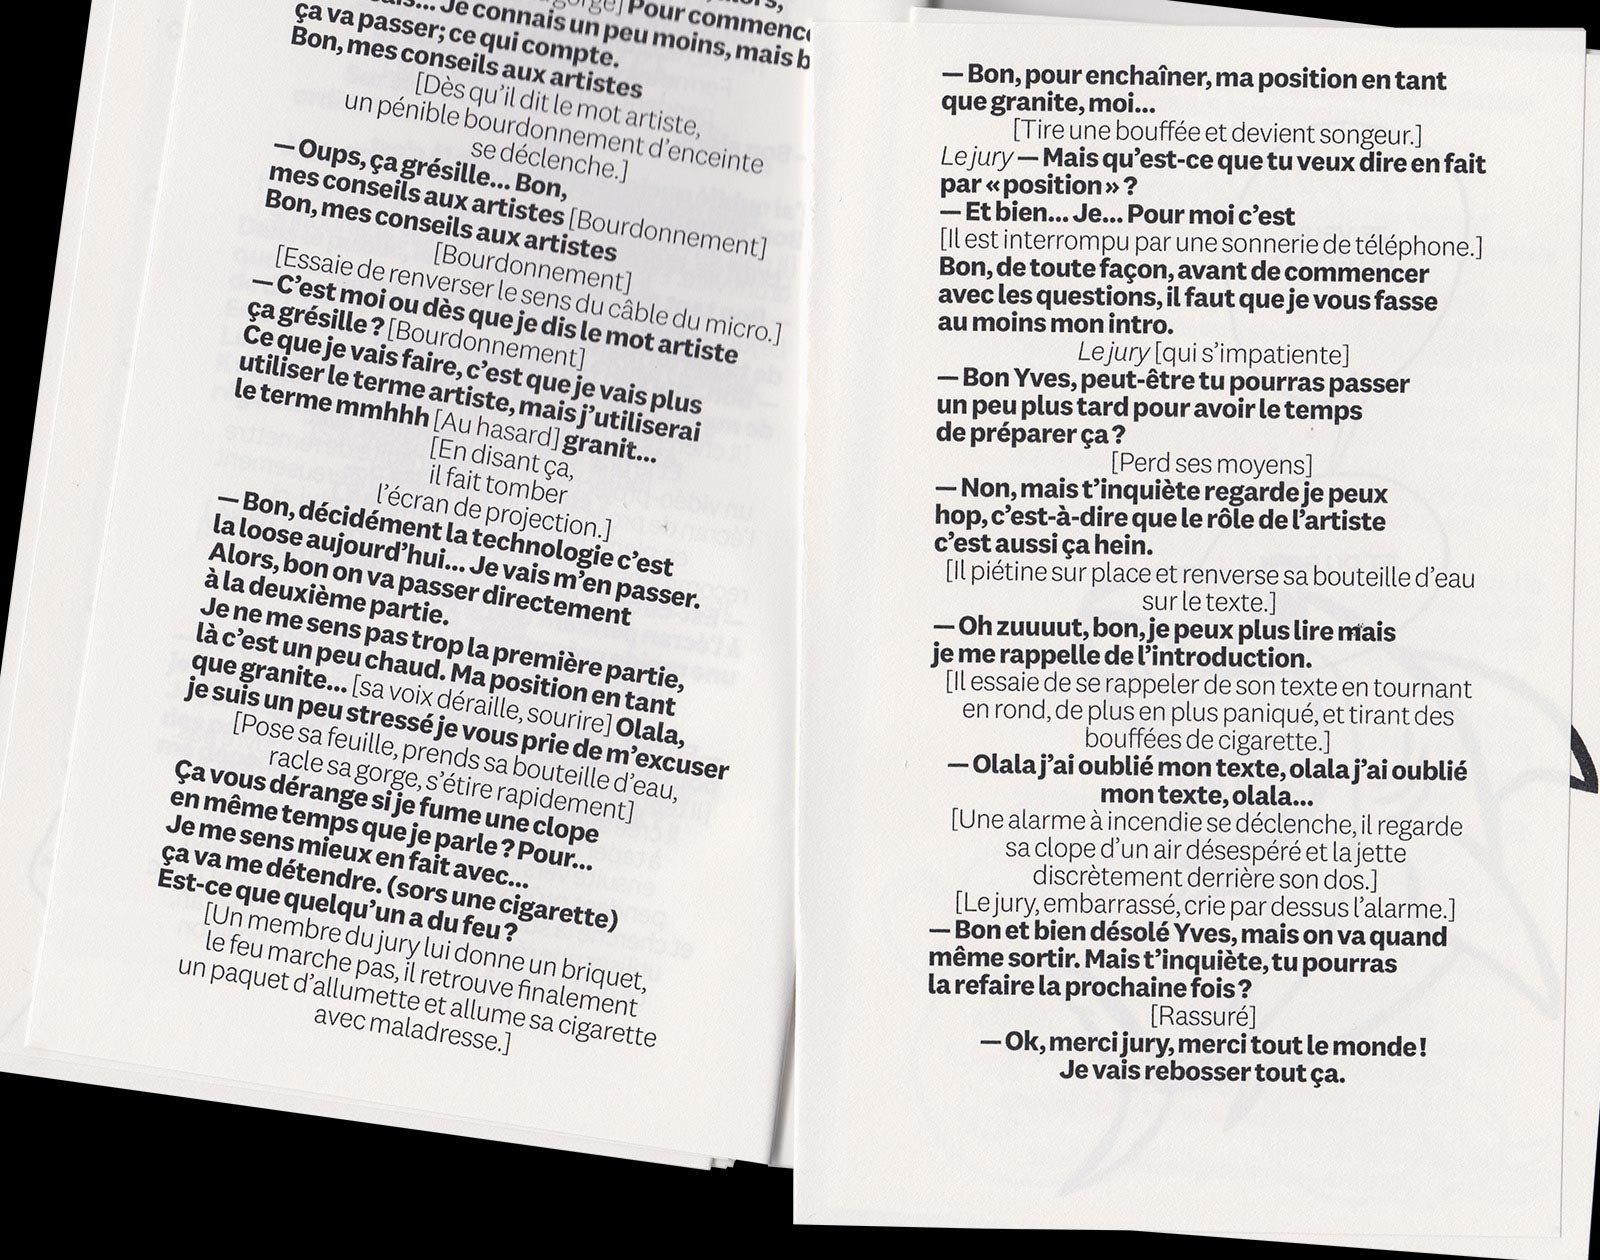 Je connais un peu moins, mais b
Pour commenc
ça va passer; ce qui compte.
Bon, mes conseils aux artistes
[Dès qu’il dit le mot artiste,
un pénible bourdonnement d’enceinte
se déclenche.]
— Oups, ça grésille... Bon,
mes conseils aux artistes [Bourdonnement]
Bon, mes conseils aux artistes
[Bourdonnement]
[Essaie de renverser le sens du câble du micro.]
— C’est moi ou dès que je dis le mot artiste
ça grésille ? [Bourdonnement]
Ce que je vais faire, c’est que je vais plus
utiliser le terme artiste, mais j’utiliserai
le terme mmhhh [Au hasard] granit...
[En disant ça,
il fait tomber
l’écran de projection.]
— Bon, décidément la technologie c’est
la loose aujourd’hui... Je vais m’en passer.
Alors, bon on va passer directement
à la deuxième partie.
Je ne me sens pas trop la première partie,
là c’est un peu chaud. Ma position en tant
que granite... [sa voix déraille, sourire] Olala,
je suis un peu stressé je vous prie de m’excuser
[Pose sa feuille, prends sa bouteille d’eau,
racle sa gorge, s’étire rapidement]
Ça vous dérange si je fume une clope
en même temps que je parle ? Pour...
Je me sens mieux en fait avec...
ça va me détendre. (sors une cigarette)
Est-ce que quelqu’un a du feu ?
[Un membre du jury lui donne un briquet,
le feu marche pas, il retrouve finalement
un paquet d’allumette et allume sa cigarette
avec maladresse.]
— Bon, pour enchaîner, ma position en tant
que granite, moi...
[Tire une bouffée et devient songeur.]
Le jury — Mais qu’est-ce que tu veux dire en fait
par « position » ?
— Et bien... Je... Pour moi c’est
[Il est interrompu par une sonnerie de téléphone.]
Bon, de toute façon, avant de commencer
avec les questions, il faut que je vous fasse
au moins mon intro.
Le jury [qui s’impatiente]
— Bon Yves, peut-être tu pourras passer
un peu plus tard pour avoir le temps
de préparer ça ?
[Perd ses moyens]
— Non, mais t’inquiète regarde je peux
hop, c’est-à-dire que le rôle de l’artiste
c’est aussi ça hein.
[Il piétine sur place et renverse sa bouteille d’eau
sur le texte.]
— Oh zuuuut, bon, je peux plus lire mais
je me rappelle de l’introduction.
[Il essaie de se rappeler de son texte en tournant
en rond, de plus en plus paniqué, et tirant des
bouffées de cigarette.]
— Olala j’ai oublié mon texte, olala j’ai oublié
mon texte, olala...
[Une alarme à incendie se déclenche, il regarde
sa clope d’un air désespéré et la jette
discrètement derrière son dos.]
[Le jury, embarrassé, crie par dessus l’alarme.]
— Bon et bien désolé Yves, mais on va quand
même sortir. Mais t’inquiète, tu pourras
la refaire la prochaine fois ?
[Rassuré]
— Ok, merci jury, merci tout le monde !
Je vais rebosser tout ça.